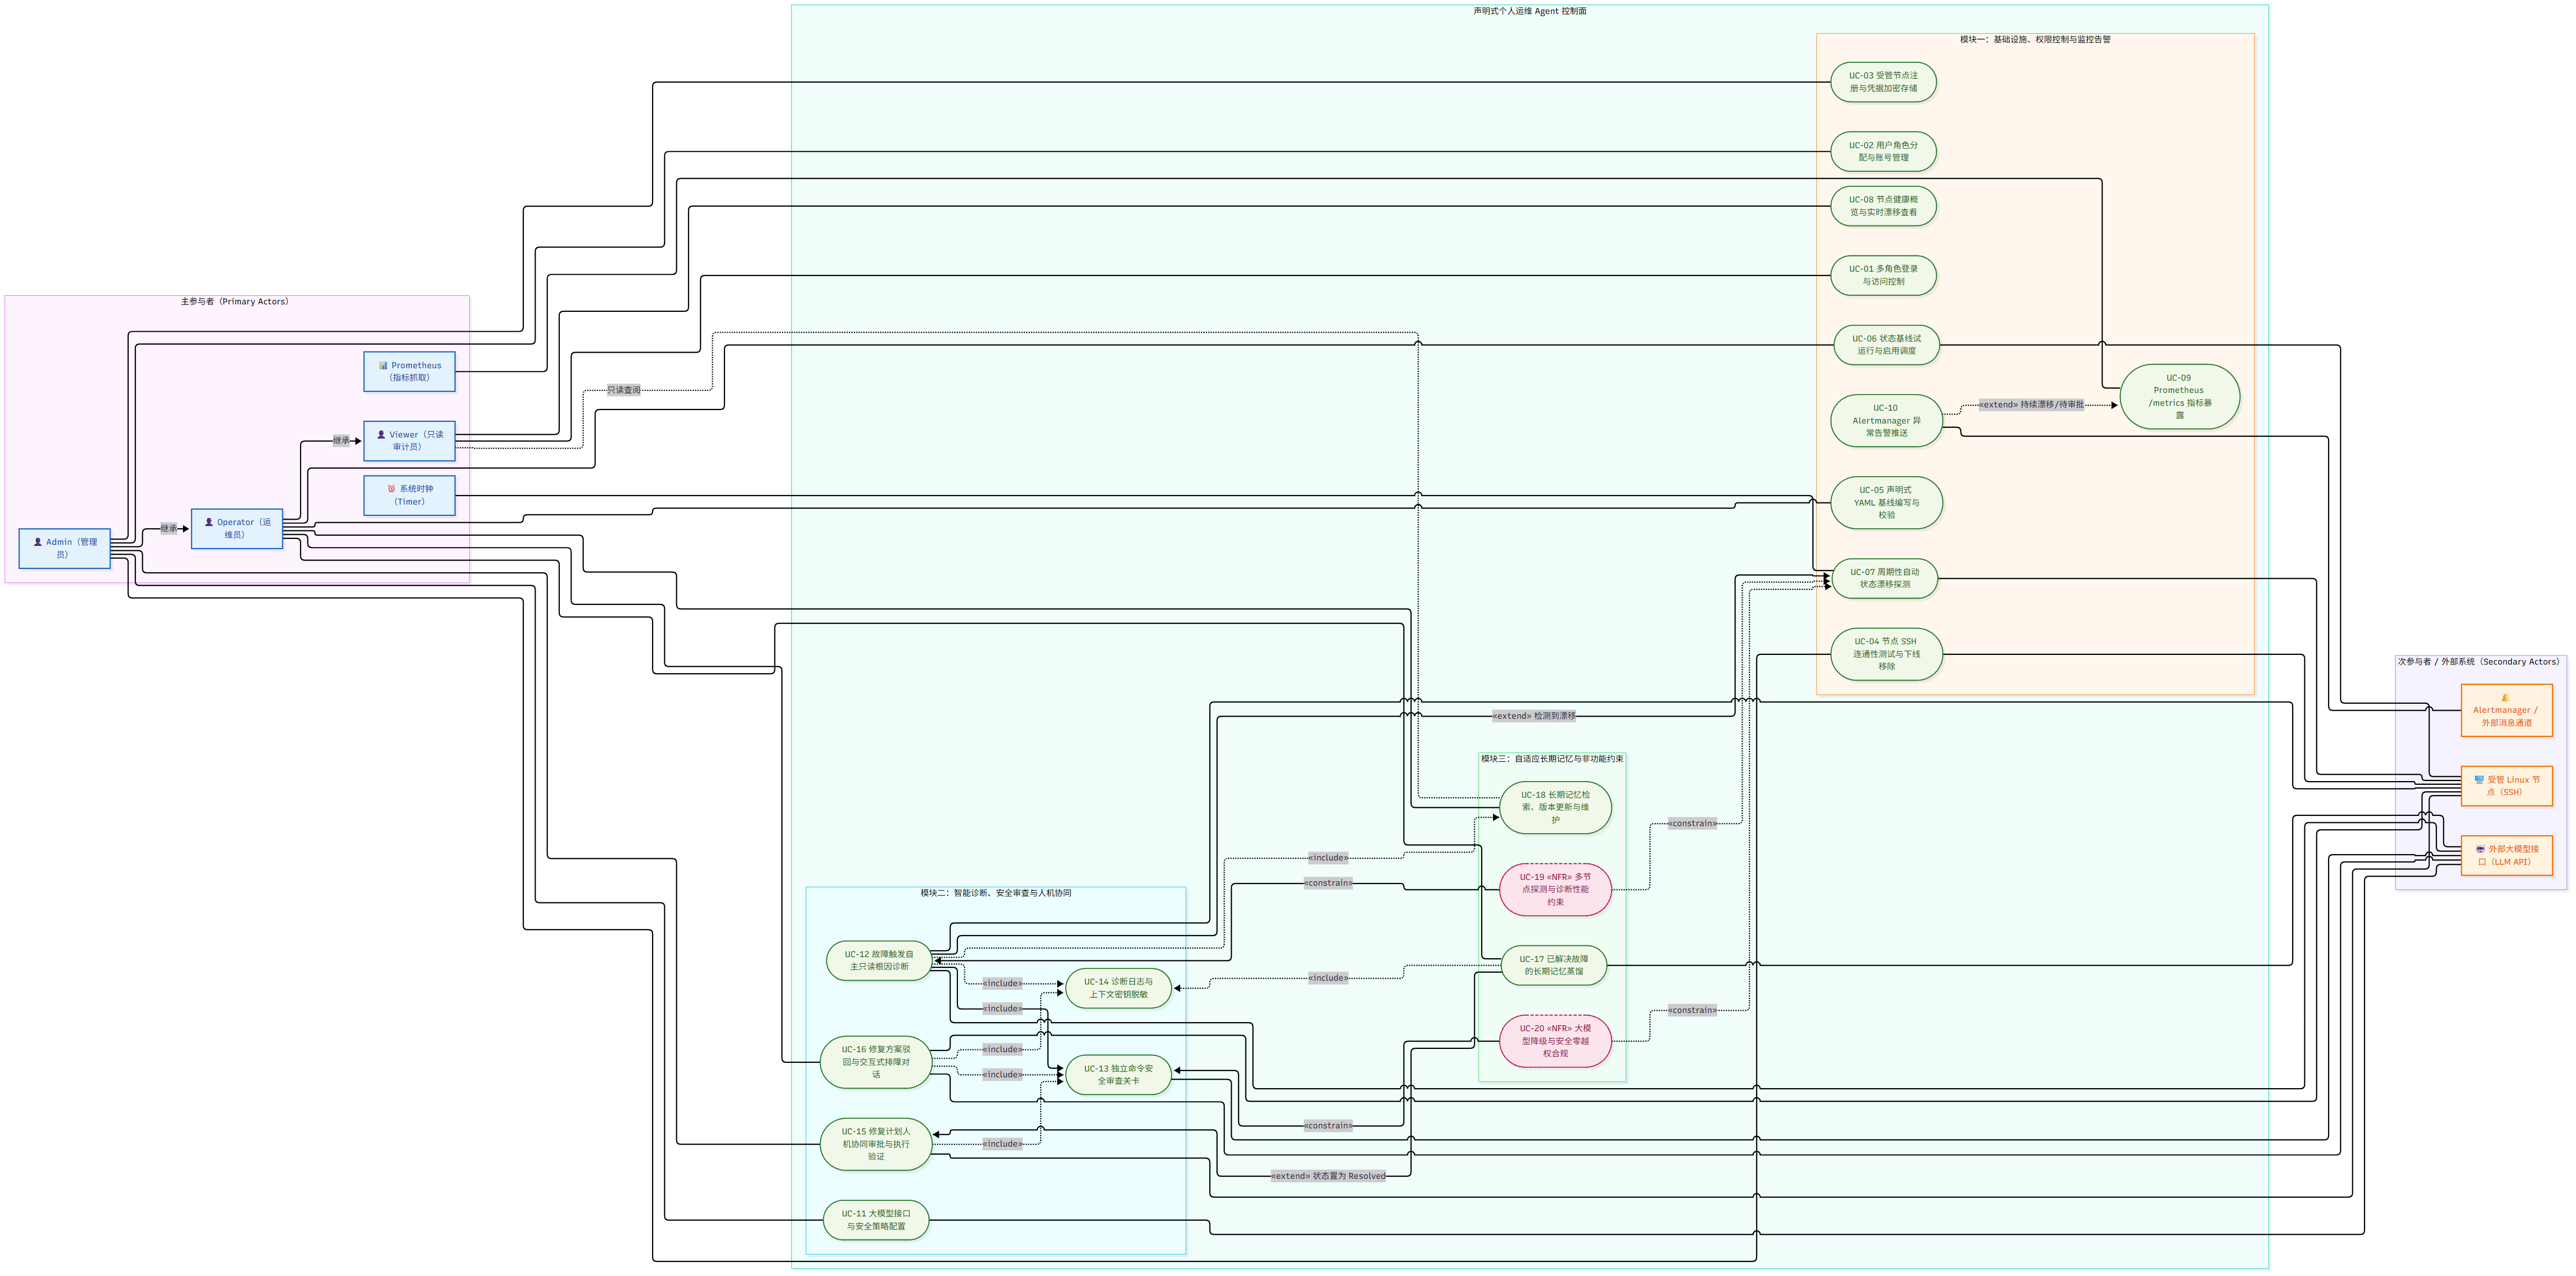 声明式个人运维 Agent 控制面
模块一：基础设施、权限控制与监控告警
UC-03 受管节点注
册与凭据加密存储
UC-02 用户角色分
配与账号管理
UC-08 节点健康概
览与实时漂移查看
UC-01 多角色登录
与访问控制
UC-06 状态基线试
运行与启用调度
UC-09
Prometheus
/metrics 指标暴
露
UC-10
Alertmanager 异
常告警推送
«extend» 持续漂移/待审批
UC-05 声明式
YAML 基线编写与
校验
UC-07 周期性自动
状态漂移探测
UC-04 节点 SSH
连通性测试与下线
移除
主参与者（Primary Actors）
📊 Prometheus
（指标抓取）
只读查阅
👤 Viewer（只读
审计员）
继承
⏰ 系统时钟
（Timer）
👤 Operator（运
维员）
继承
👤 Admin（管理
员）
次参与者 / 外部系统（Secondary Actors）
🔔
Alertmanager /
外部消息通道
🖥️ 受管 Linux 节
点（SSH）
🤖 外部大模型接
口（LLM API）
«extend» 检测到漂移
模块三：自适应长期记忆与非功能约束
UC-18 长期记忆检
索、版本更新与维
护
«constrain»
«include»
UC-19 «NFR» 多节
点探测与诊断性能
约束
«constrain»
UC-17 已解决故障
的长期记忆蒸馏
«include»
«constrain»
UC-20 «NFR» 大模
型降级与安全零越
权合规
«constrain»
«extend» 状态置为 Resolved
模块二：智能诊断、安全审查与人机协同
UC-12 故障触发自
主只读根因诊断
«include»
UC-14 诊断日志与
上下文密钥脱敏
«include»
UC-16 修复方案驳
回与交互式排障对
话
«include»
«include»
UC-13 独立命令安
全审查关卡
UC-15 修复计划人
机协同审批与执行
验证
«include»
UC-11 大模型接口
与安全策略配置